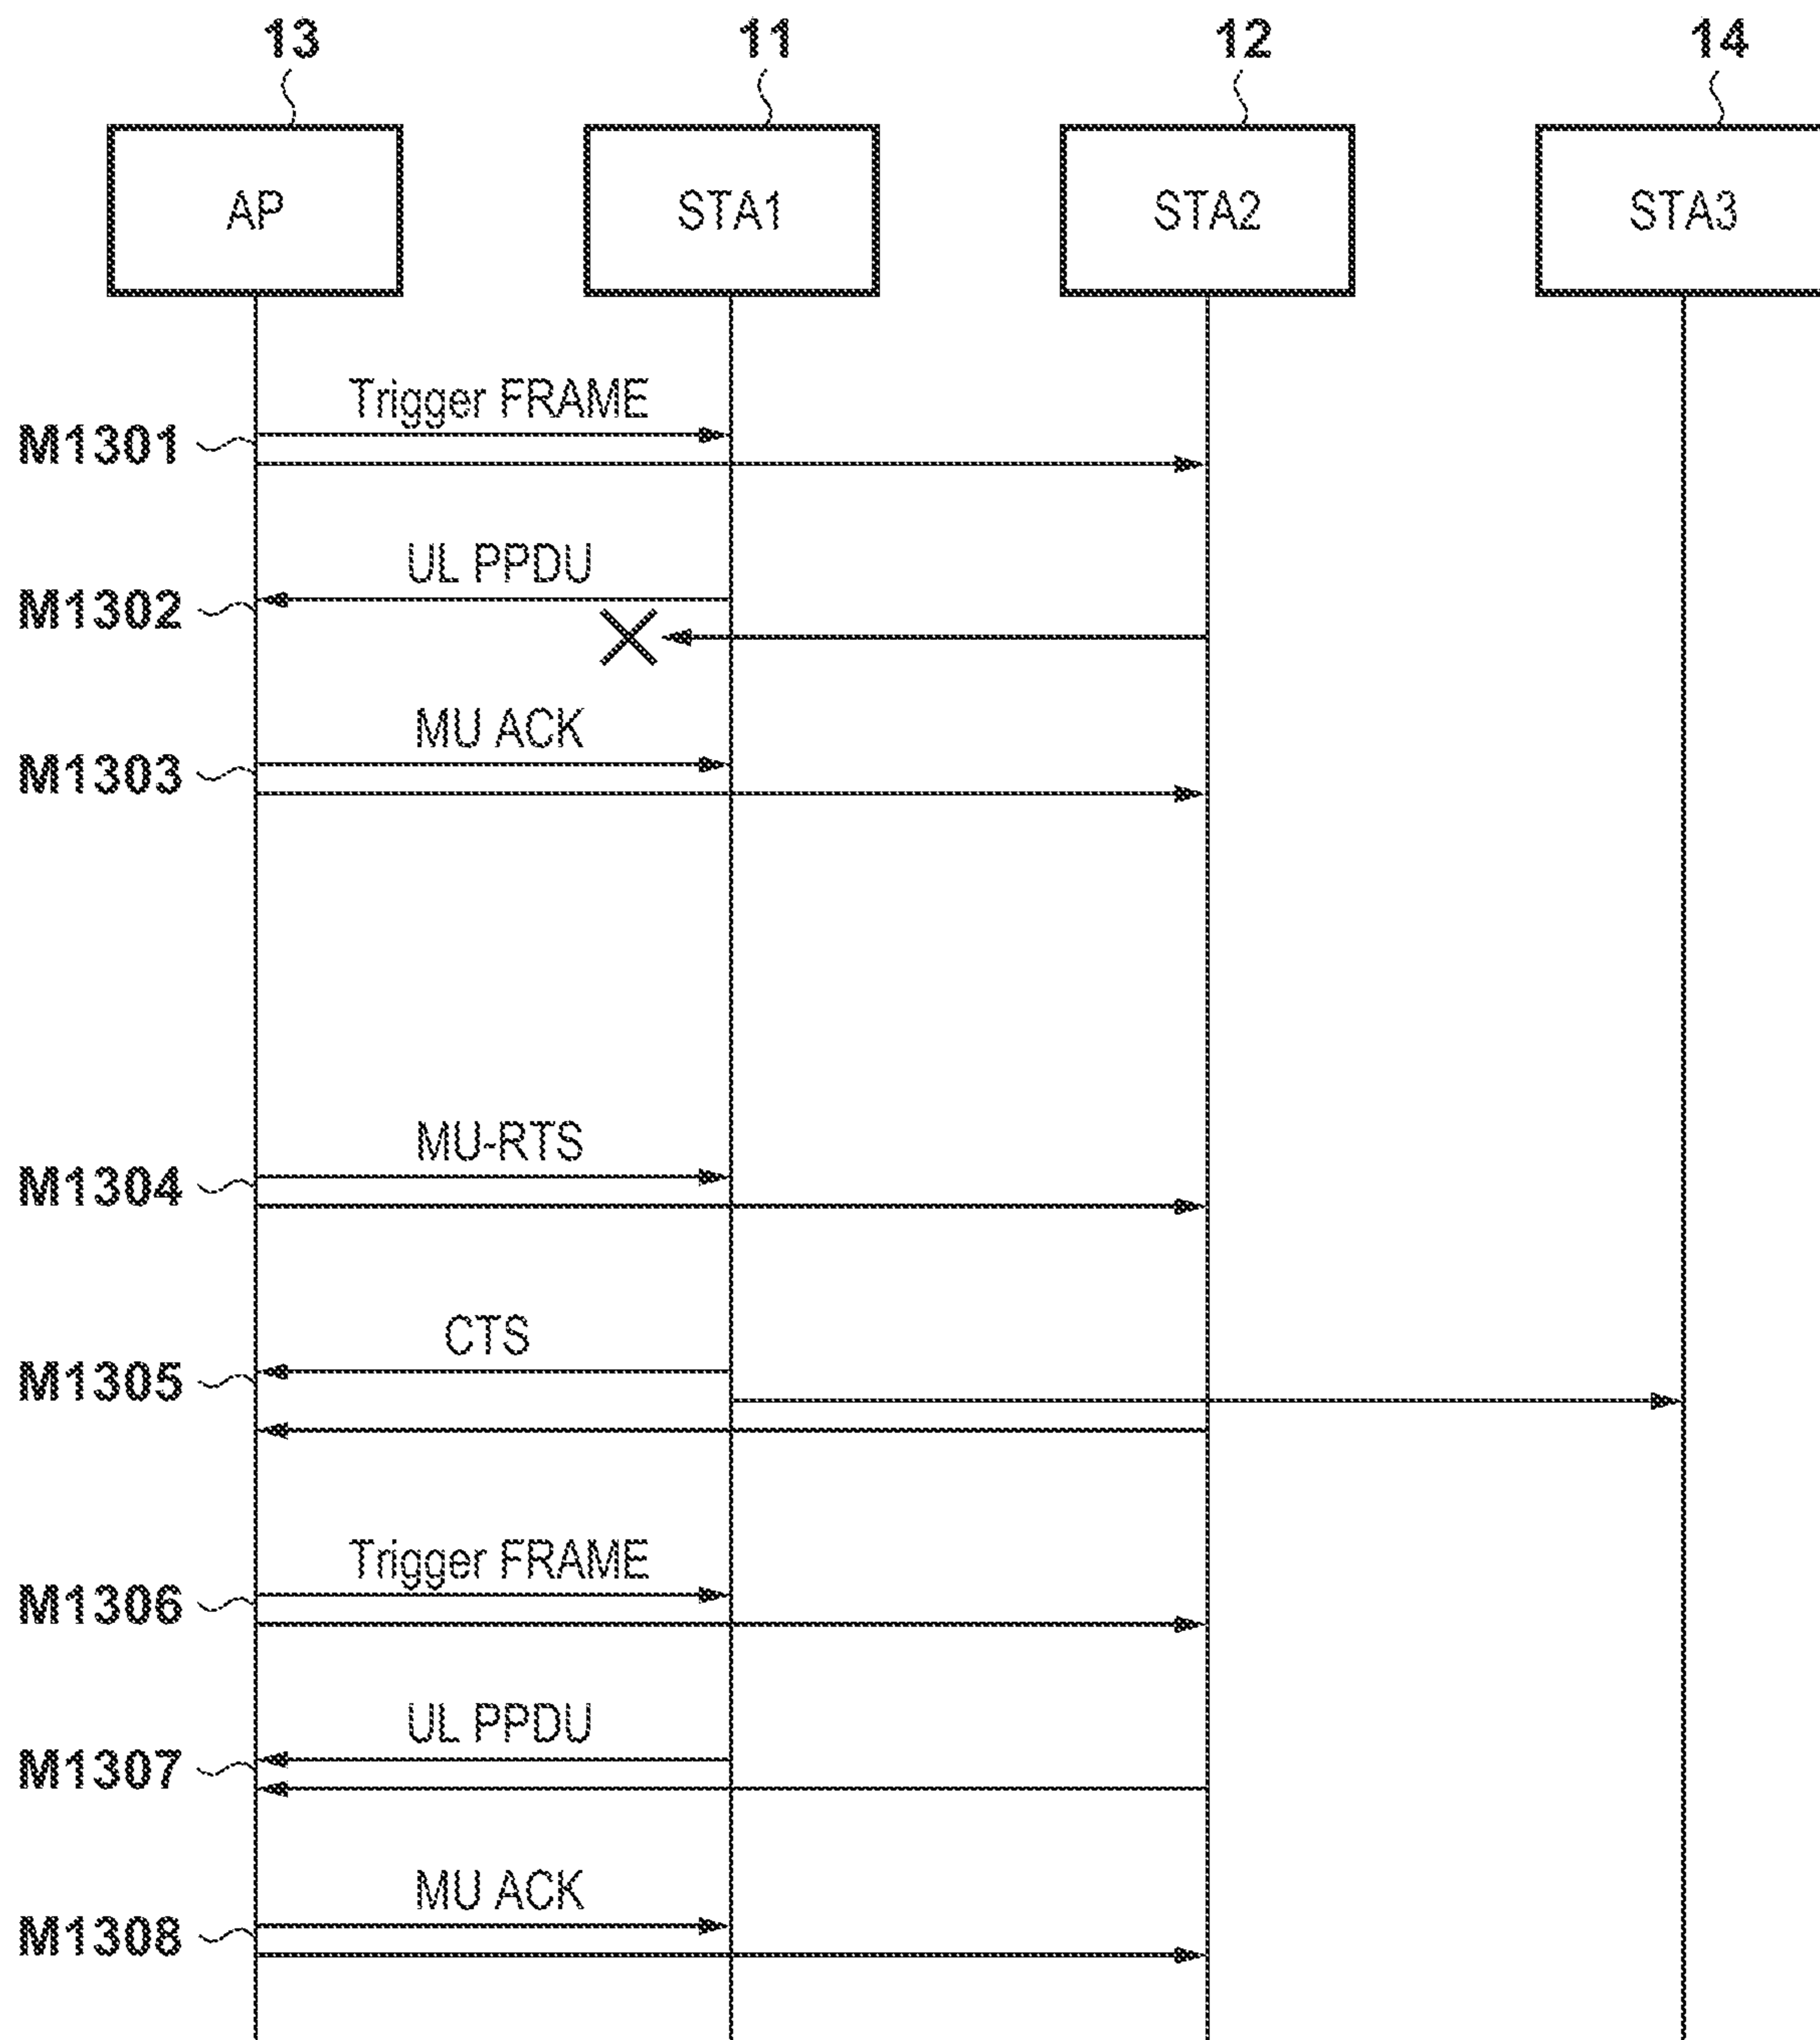 13 11 12 14
AP STA1 STA2 STA3
Trigger FRAME
M1301
UL PPDU
M1302
MU ACK
M1303
MU-RTS
M1304
CTS
M1305
Trigger FRAME
M1306
UL PPDU
M1307
MU ACK
M1308